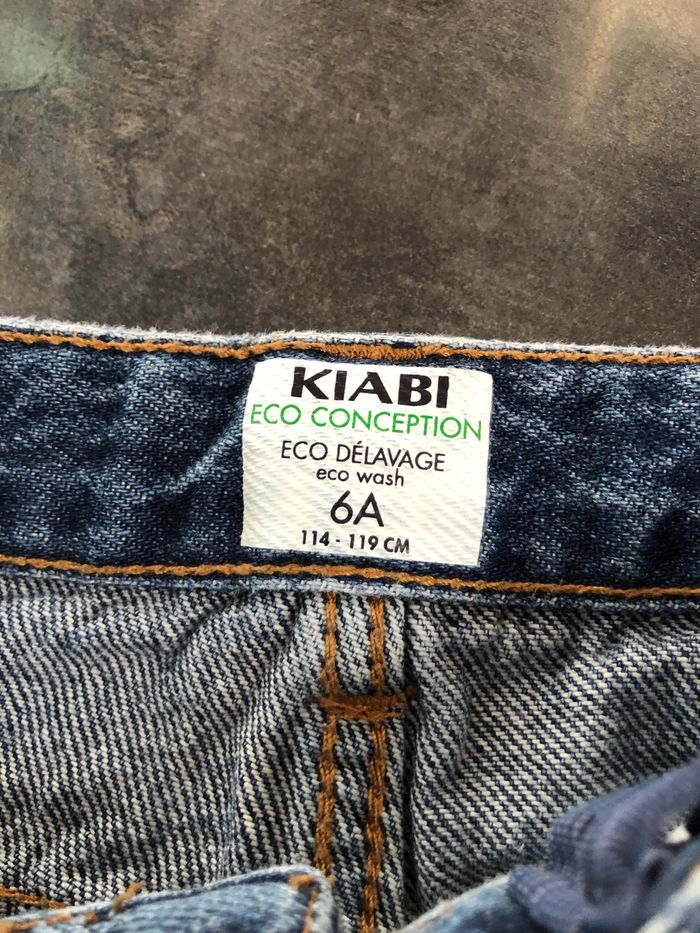 KIABI
ECO CONCEPTION
ECO DÉLAVAGE
eco wash
6A
114 - 119 CM